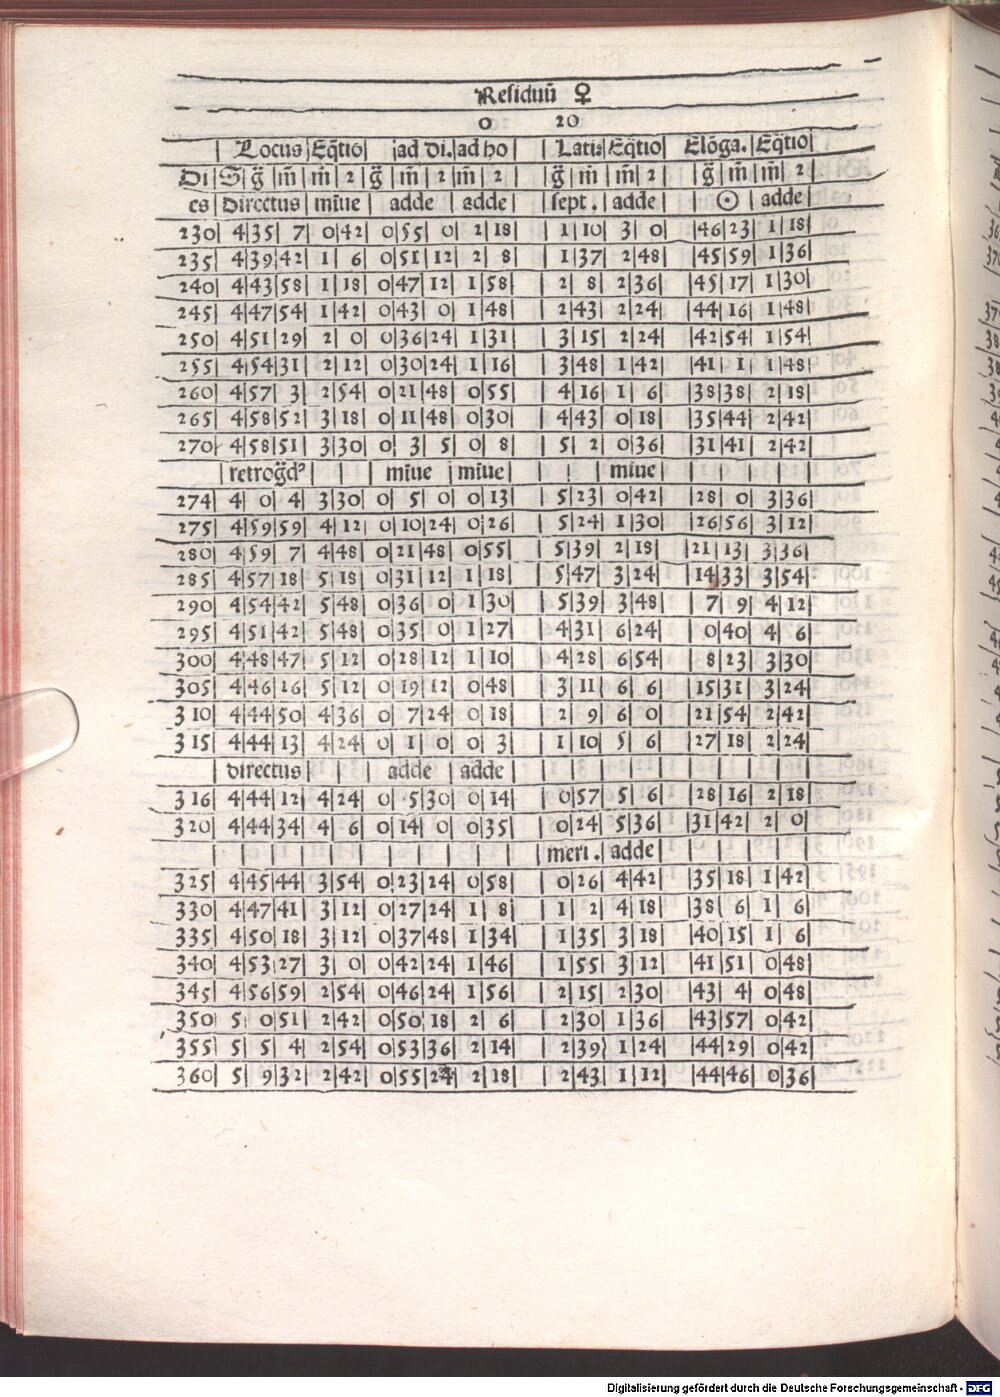 Residuū ♀
0 20
| Locus |Eq̄tio| |ad di.|ad ho | | Lati:|Eq̄tio| Elōga.|Eq̄tio|
Di|S|g̈|m̄|m̄|2|g̈|m̄|2|m̄|2| |g̈|m̄|m̄|2| |g̈|m̄|m̄|2|
es |directus|miūe| adde | adde | |sept.|adde| |☉|adde|
230| 4|35| 7| 0|42| 0|55| 0| 2|18| | 1|10| 3| 0| |46|23| 1|18|
235| 4|39|42| 1| 6| 0|51|12| 2| 8| | 1|37| 2|48| |45|59| 1|36|
240| 4|43|58| 1|18| 0|47|12| 1|58| | 2| 8| 2|36| |45|17| 1|30|
245| 4|47|54| 1|42| 0|43| 0| 1|48| | 2|43| 2|24| |44|16| 1|48|
250| 4|51|29| 2| 0| 0|36|24| 1|31| | 3|15| 2|24| |42|54| 1|54|
255| 4|54|31| 2|12| 0|30|24| 1|16| | 3|48| 1|42| |41| 1| 1|48|
260| 4|57| 3| 2|54| 0|21|48| 0|55| | 4|16| 1| 6| |38|38| 2|18|
265| 4|58|52| 3|18| 0|11|48| 0|30| | 4|43| 0|18| |35|44| 2|42|
270| 4|58|51| 3|30| 0| 3| 5| 0| 8| | 5| 2| 0|36| |31|41| 2|42|
|retrog̈dꝰ| | | miūe |miūe| | | |miūe|
274| 4| 0| 4| 3|30| 0| 5| 0| 0|13| | 5|23| 0|42| |28| 0| 3|36|
275| 4|59|59| 4|12| 0|10|24| 0|26| | 5|24| 1|30| |26|56| 3|12|
280| 4|59| 7| 4|48| 0|21|48| 0|55| | 5|39| 2|18| |21|13| 3|36|
285| 4|57|18| 5|18| 0|31|12| 1|18| | 5|47| 3|24| |14|33| 3|54|
290| 4|54|42| 5|48| 0|36| 0| 1|30| | 5|39| 3|48| | 7| 9| 4|12|
295| 4|51|42| 5|48| 0|35| 0| 1|27| | 4|31| 6|24| | 0|40| 4| 6|
300| 4|48|47| 5|12| 0|28|12| 1|10| | 4|28| 6|54| | 8|23| 3|30|
305| 4|46|26| 5|12| 0|19|12| 0|48| | 3|11| 6| 6| |15|31| 3|24|
310| 4|44|50| 4|36| 0| 7|24| 0|18| | 2| 9| 6| 0| |21|54| 2|42|
315| 4|44|13| 4|24| 0| 1| 0| 0| 3| | 1|10| 5| 6| |27|18| 2|24|
| directus| | | adde | adde |
316| 4|44|12| 4|24| 0| 5|30| 0|14| | 0|57| 5| 6| |28|16| 2|18|
320| 4|44|34| 4| 6| 0|14| 0| 0|35| | 0|24| 5|36| |31|42| 2| 0|
|meri.|adde|
325| 4|45|44| 3|54| 0|23|24| 0|58| | 0|26| 4|42| |35|18| 1|42|
330| 4|47|41| 3|12| 0|27|24| 1| 8| | 1| 2| 4|18| |38| 6| 1| 6|
335| 4|50|18| 3|12| 0|37|48| 1|34| | 1|35| 3|18| |40|15| 1| 6|
340| 4|53|27| 3| 0| 0|42|24| 1|46| | 1|55| 3|12| |41|51| 0|48|
345| 4|56|59| 2|54| 0|46|24| 1|56| | 2|15| 2|30| |43| 4| 0|48|
350| 5| 0|51| 2|42| 0|50|18| 2| 6| | 2|30| 1|36| |43|57| 0|42|
355| 5| 5| 4| 2|54| 0|53|36| 2|14| | 2|39| 1|24| |44|29| 0|42|
360| 5| 9|32| 2|42| 0|55|24| 2|18| | 2|43| 1|12| |44|46| 0|36|
Digitalisierung gefördert durch die Deutsche Forschungsgemeinschaft - DFG